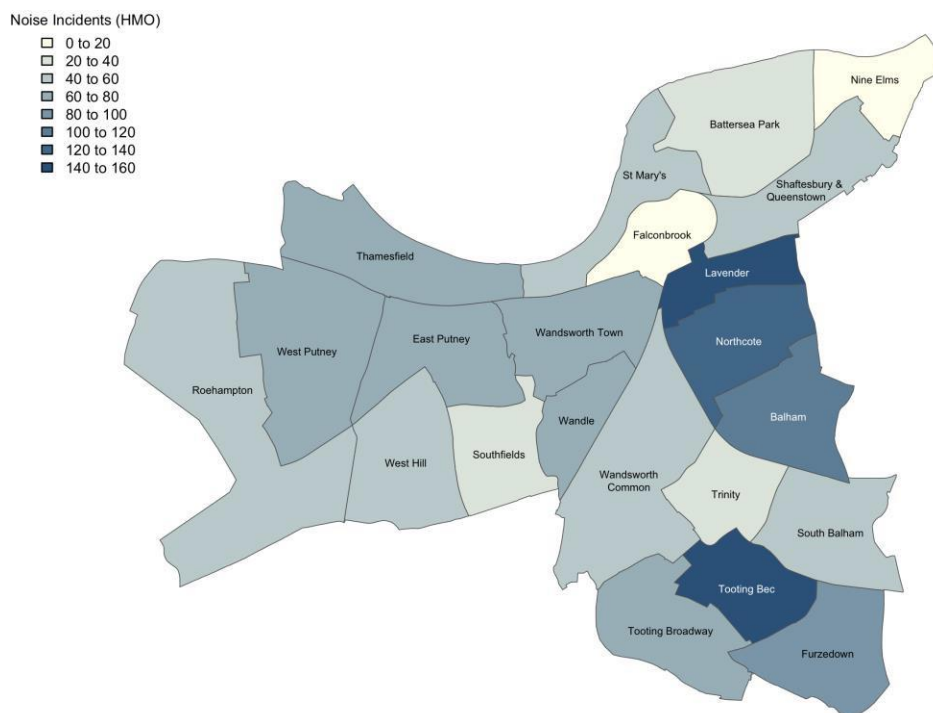 Noise Incidents (HMO)
0 to 20
20 to 40
40 to 60
60 to 80
80 to 100
100 to 120
120 to 140
140 to 160
Nine Elms
Battersea Park
St Mary's
Shaftesbury &
Queenstown
Falconbrook
Thamesfield
Lavender
Wandsworth Town
East Putney
Northcote
West Putney
Roehampton
Balham
Wandle
Southfields
West Hill
Wandsworth
Common
Trinity
South Balham
Tooting Bec
Tooting Broadway
Furzedown